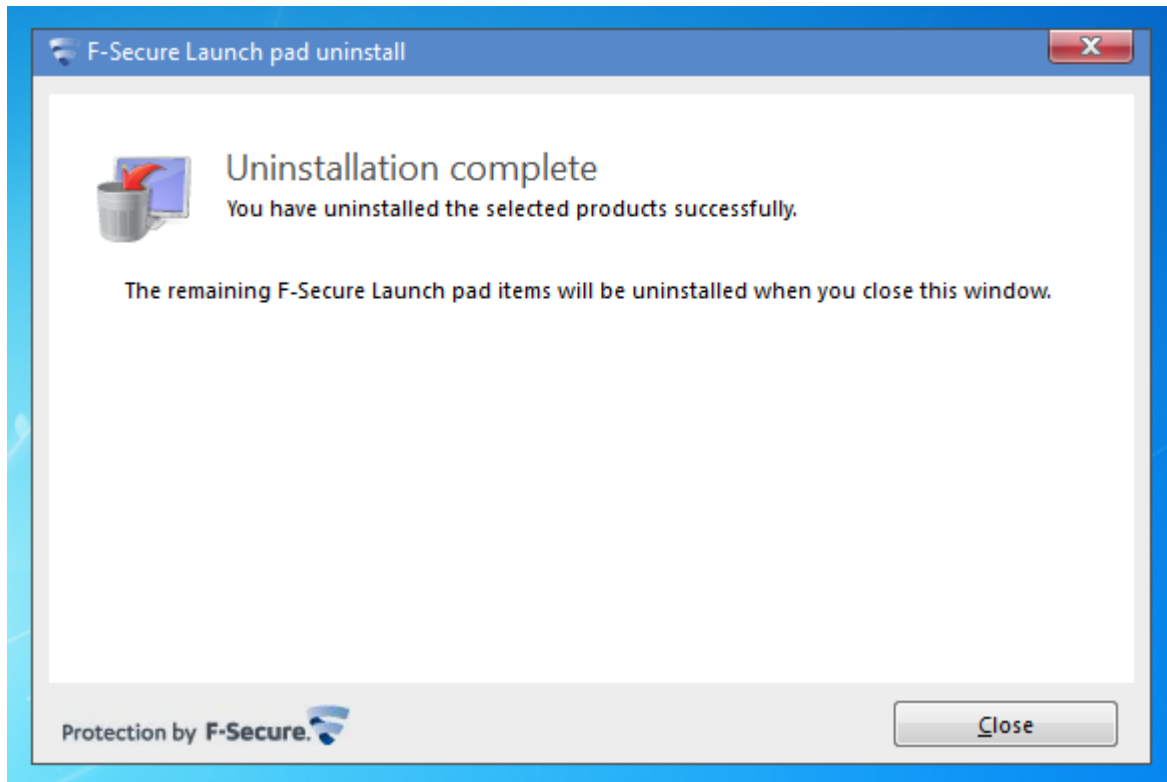 F-Secure Launch pad uninstall
Uninstallation complete
You have uninstalled the selected products successfully.
The remaining F-Secure Launch pad items will be uninstalled when you close this window.
Protection by F-Secure.
Close